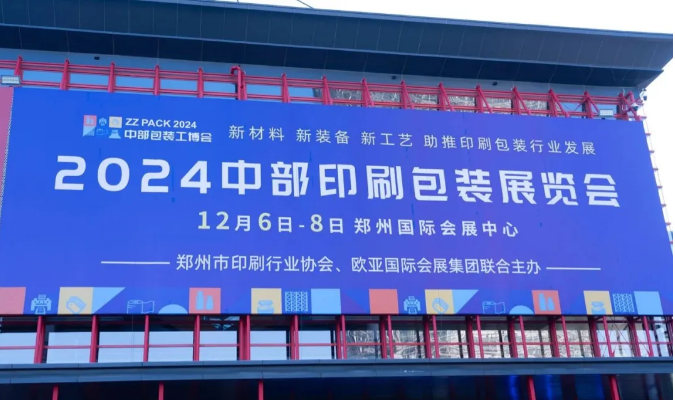 ZZ PACK 2024
中部包装工博会
新材料 新装备 新工艺 助推印刷包装行业发展
2024中部印刷包装展览会
12月6日-8日 郑州国际会展中心
郑州市印刷行业协会、欧亚国际会展集团联合主办